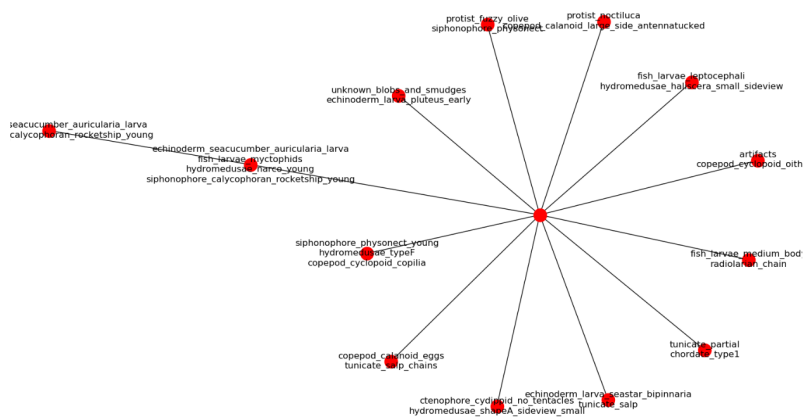 protist_fuzzy_olive
siphonophore_physonect
protist_noctiluca
copepod_calanoid_large_side_antennatucked
fish_larvae_leptocephali
hydromedusae_haliscera_small_sideview
unknown_blobs_and_smudges
echinoderm_larva_pluteus_early
seacucumber_auricularia_larva
calycophoran_rocketship_young
echinoderm_seacucumber_auricularia_larva
fish_larvae_myctophids
hydromedusae_narco_young
siphonophore_calycophoran_rocketship_young
artifacts
copepod_cyclopoid_oith
siphonophore_physonect_young
hydromedusae_typeF
copepod_cyclopoid_copilia
fish_larvae_medium_body
radiolarian_chain
copepod_calanoid_eggs
tunicate_salp_chains
tunicate_partial
chordate_type1
ctenophore_cydippid_no_tentacles
hydromedusae_shapeA_sideview_small
echinoderm_larva_seastar_bipinnaria
tunicate_salp